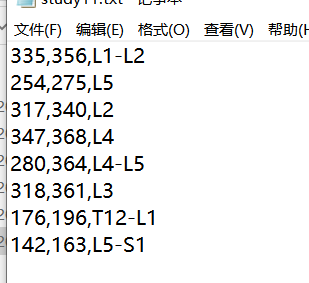 文件(F) 编辑(E) 格式(O) 查看(V)
335,356,L1-L2
254,275,L5
317,340,L2
347,368,L4
280,364,L4-L5
318,361,L3
176,196,T12-L1
142,163,L5-S1